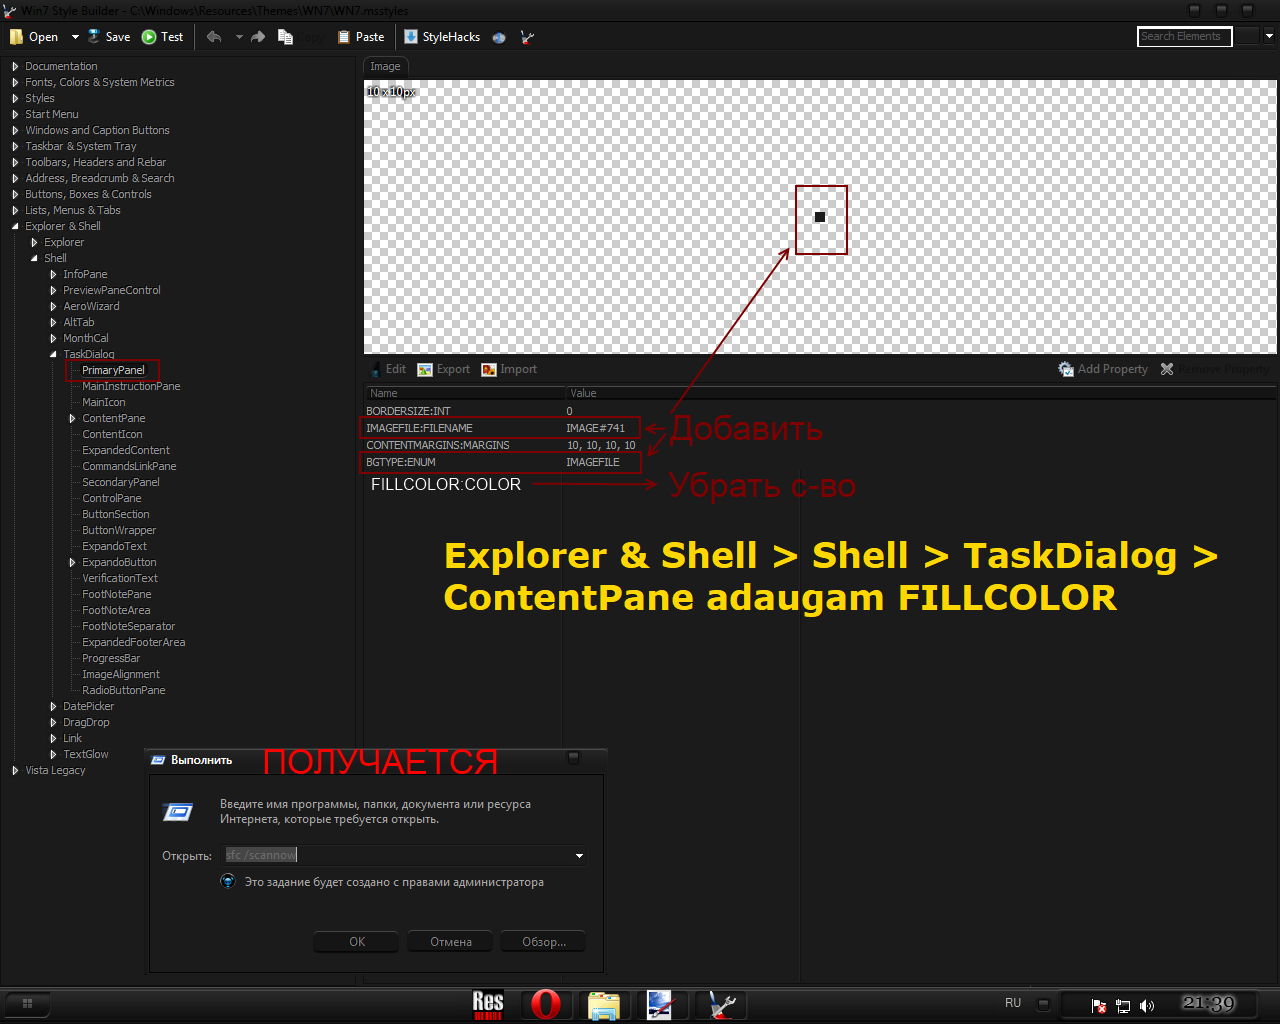 Win7 Style Builder - C:\Windows\Resources\Themes\WN7\WN7.msstyles
Open Save Test Copy Paste StyleHacks Search Elements
Documentation
Fonts, Colors & System Metrics
Styles
Start Menu
Windows and Caption Buttons
Taskbar & System Tray
Toolbars, Headers and Rebar
Address, Breadcrumb & Search
Buttons, Boxes & Controls
Lists, Menus & Tabs
Explorer & Shell
Explorer
Shell
InfoPane
PreviewPaneControl
AeroWizard
AltTab
MonthCal
TaskDialog
PrimaryPanel
MainInstructionPane
MainIcon
ContentPane
ContentIcon
ExpandedContent
CommandsLinkPane
SecondaryPanel
ControlPane
ButtonSection
ButtonWrapper
ExpandoText
ExpandoButton
VerificationText
FootNotePane
FootNoteArea
FootNoteSeparator
ExpandedFooterArea
ProgressBar
ImageAlignment
RadioButtonPane
DatePicker
DragDrop
Link
TextGlow
Vista Legacy
Image
10 x 10px
Edit Export Import Add Property Remove Property
Name Value
BORDERSIZE:INT 0
IMAGEFILE:FILENAME IMAGE#741
CONTENTMARGINS:MARGINS 10, 10, 10, 10
BGTYPE:ENUM IMAGEFILE
Добавить
FILLCOLOR:COLOR Убрать с-во
Explorer & Shell > Shell > TaskDialog >
ContentPane adaugam FILLCOLOR
Выполнить ПОЛУЧАЕТСЯ
Введите имя программы, папки, документа или ресурса
Интернета, которые требуется открыть.
Открыть: sfc /scannow
Это задание будет создано с правами администратора
OK Отмена Обзор...
Res RU 21:39